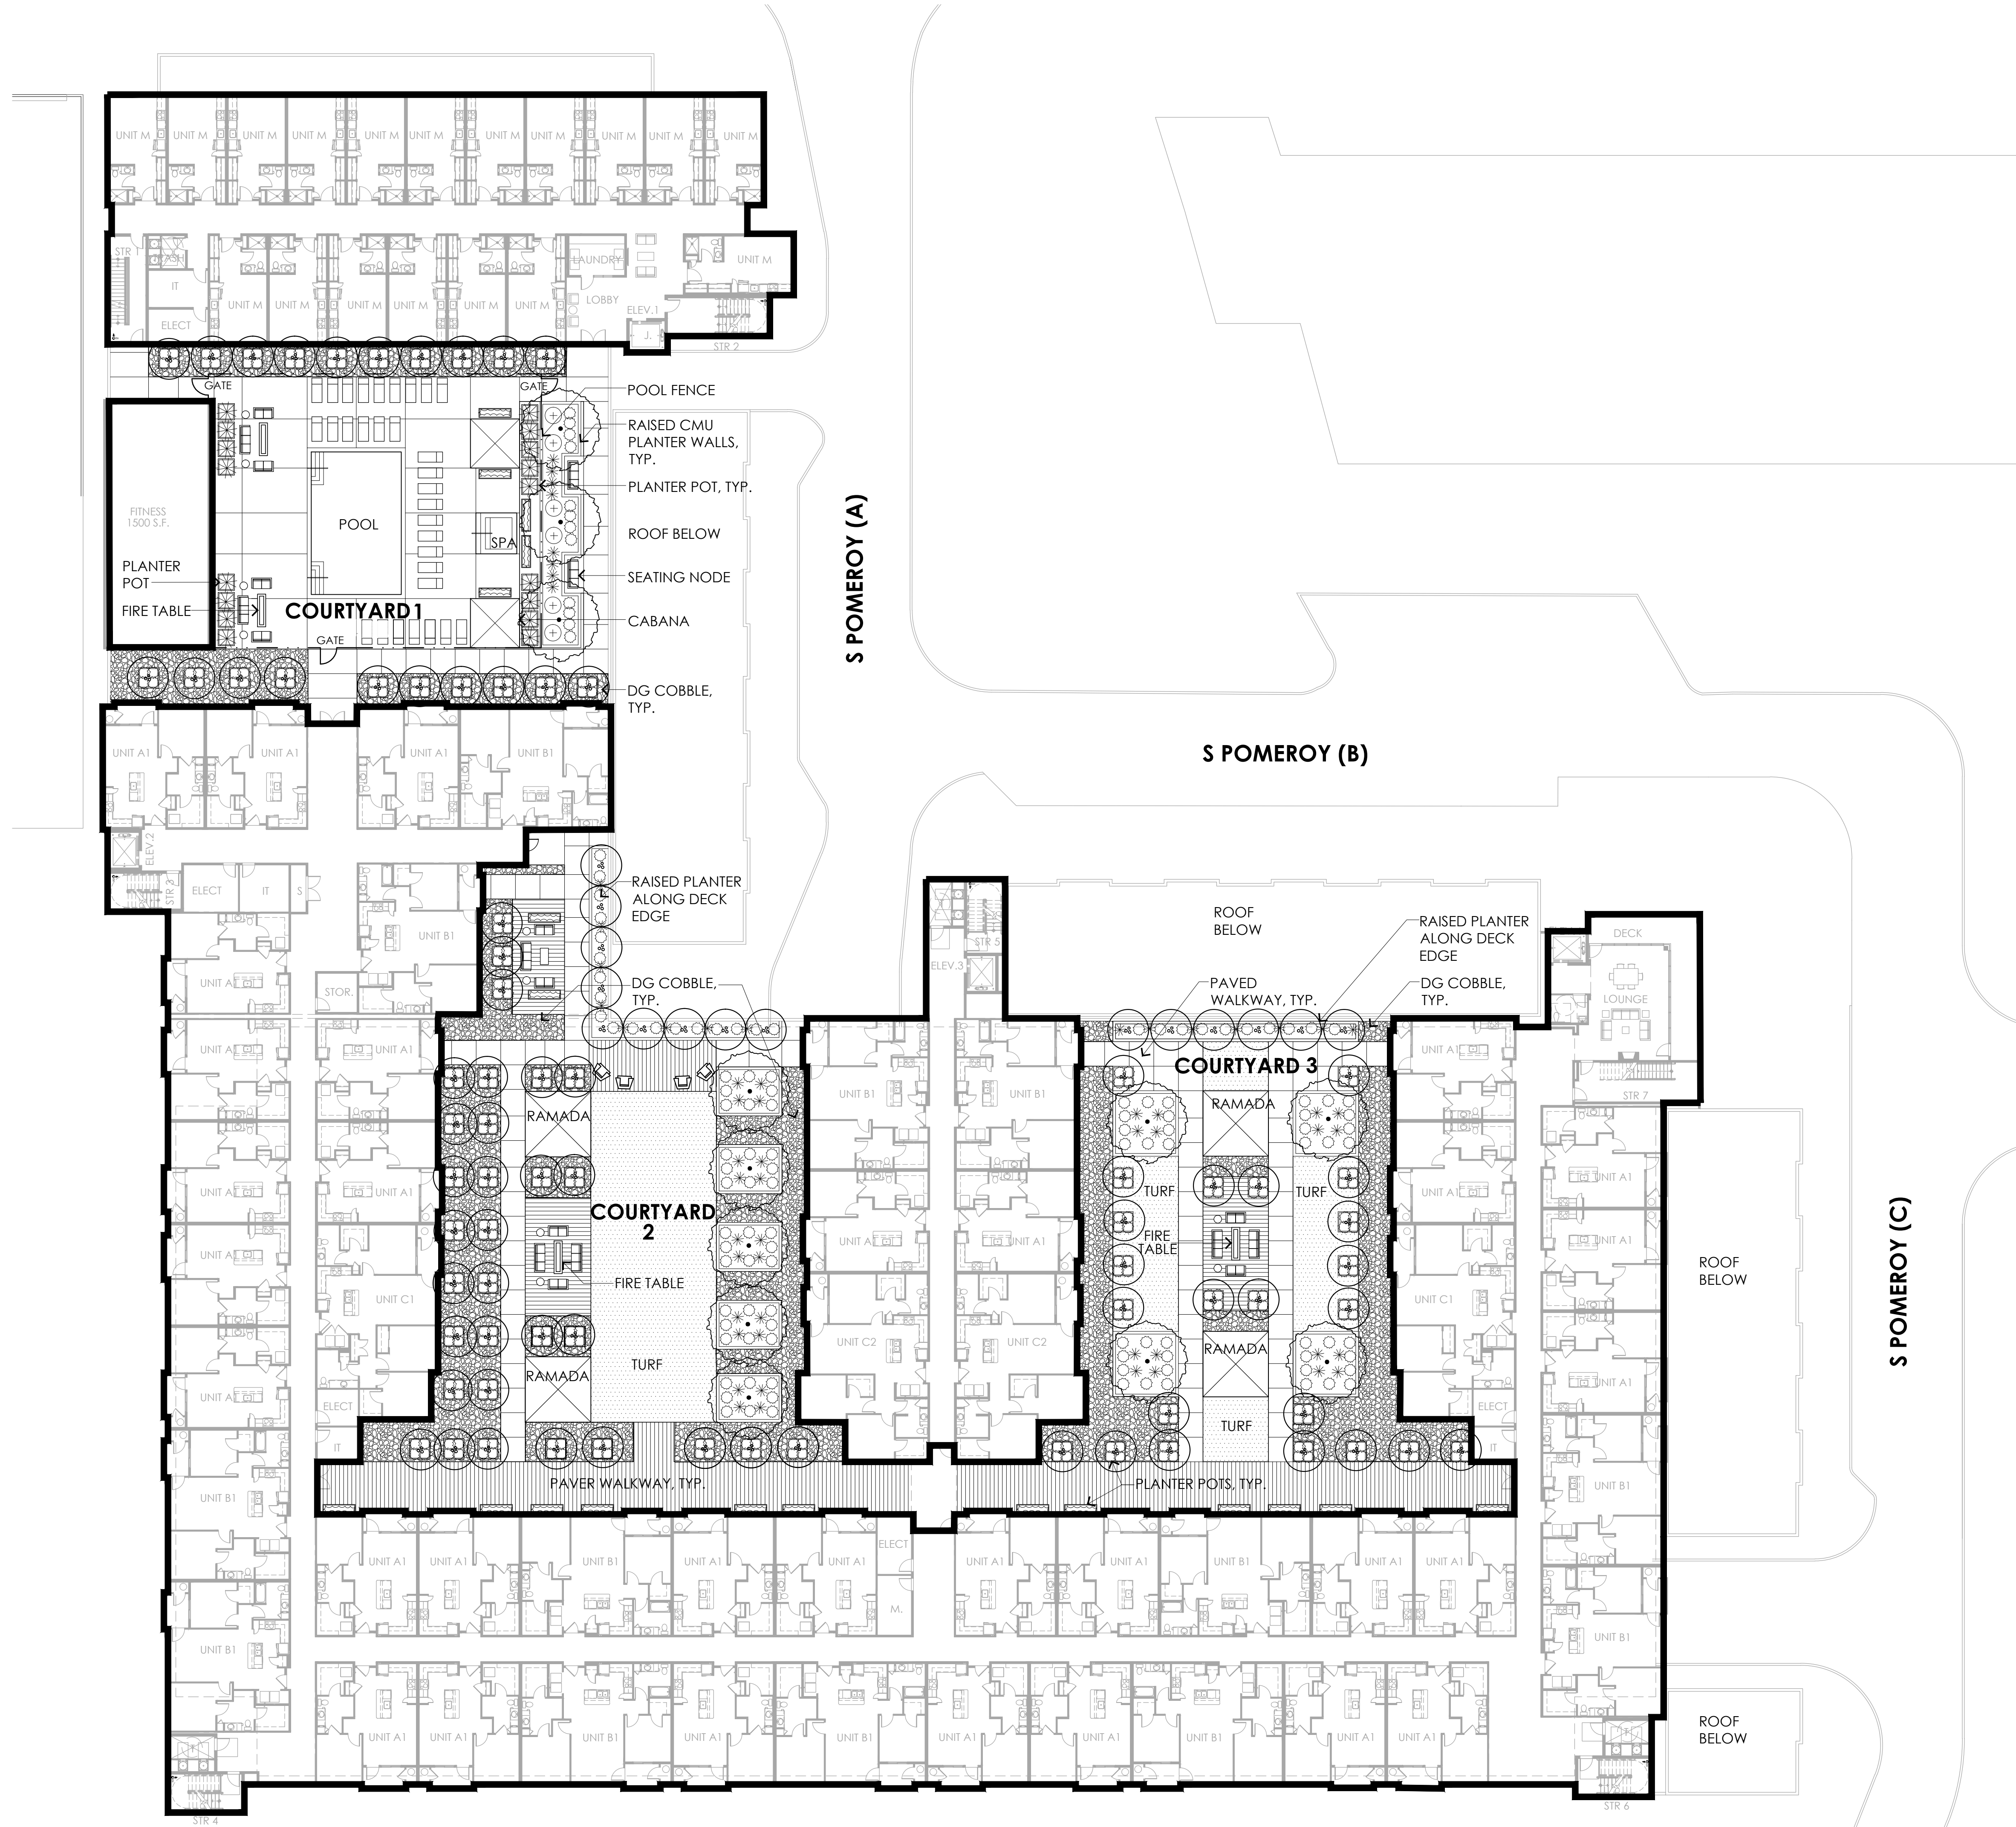 UNIT M
UNIT M
UNIT M
UNIT M
UNIT M
UNIT M
UNIT M
UNIT M
UNIT M
UNIT M
UNIT M
STR 1
TRASH
IT
ELECT
UNIT M
UNIT M
UNIT M
UNIT M
UNIT M
UNIT M
LAUNDRY
LOBBY
ELEV.1
J.
UNIT M
STR 2
GATE
GATE
POOL FENCE
RAISED CMU
PLANTER WALLS,
TYP.
PLANTER POT, TYP.
FITNESS
1500 S.F.
POOL
SPA
ROOF BELOW
PLANTER
POT
SEATING NODE
FIRE TABLE
COURTYARD 1
CABANA
GATE
DG COBBLE,
TYP.
S POMEROY (A)
S POMEROY (B)
UNIT A1
UNIT A1
UNIT A1
UNIT B1
ELEV.2
STR 3
ELECT
IT
S
UNIT B1
STOR.
RAISED PLANTER
ALONG DECK
EDGE
DG COBBLE,
TYP.
ELEV.3
STR 5
ROOF
BELOW
PAVED
WALKWAY, TYP.
RAISED PLANTER
ALONG DECK
EDGE
DG COBBLE,
TYP.
DECK
LOUNGE
STR 7
UNIT A1
UNIT A1
UNIT A1
UNIT A1
UNIT A1
UNIT A1
UNIT A1
UNIT C1
ELECT
IT
UNIT B1
UNIT B1
RAMADA
COURTYARD
2
FIRE TABLE
TURF
RAMADA
PAVER WALKWAY, TYP.
UNIT B1
UNIT B1
UNIT A1
UNIT A1
UNIT C2
UNIT C2
COURTYARD 3
RAMADA
TURF
TURF
FIRE
TABLE
RAMADA
TURF
PLANTER POTS, TYP.
UNIT A1
UNIT A1
UNIT C1
ELECT
IT
UNIT A1
UNIT A1
UNIT A1
UNIT B1
UNIT B1
ROOF
BELOW
S POMEROY (C)
UNIT A1
UNIT A1
UNIT B1
UNIT A1
UNIT A1
ELECT
M.
UNIT A1
UNIT A1
UNIT B1
UNIT A1
UNIT A1
UNIT A1
UNIT A1
UNIT B1
UNIT A1
UNIT B1
UNIT A1
UNIT A1
UNIT B1
UNIT A1
UNIT A1
ROOF
BELOW
STR 4
STR 6